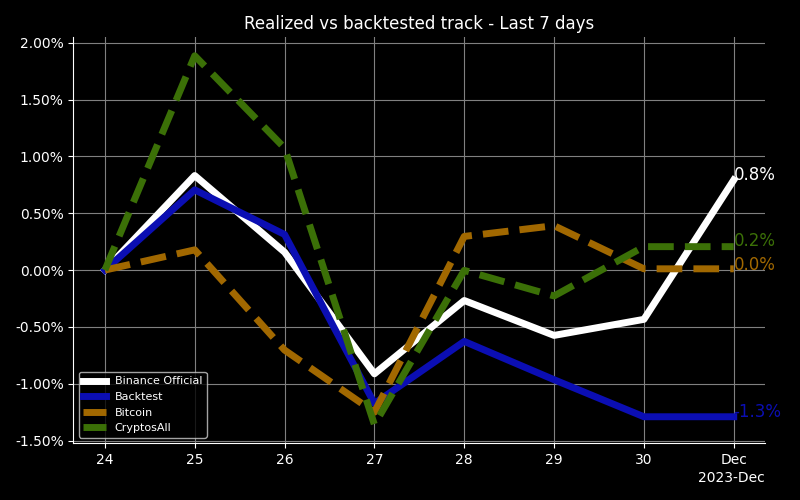 Realized vs backtested track - Last 7 days
2.00%
1.50%
1.00%
0.50%
0.00%
-0.50%
-1.00%
-1.50%
0.8%
0.2%
0.0%
-1.3%
Binance Official
Backtest
Bitcoin
CryptosAll
24 25 26 27 28 29 30 Dec
2023-Dec